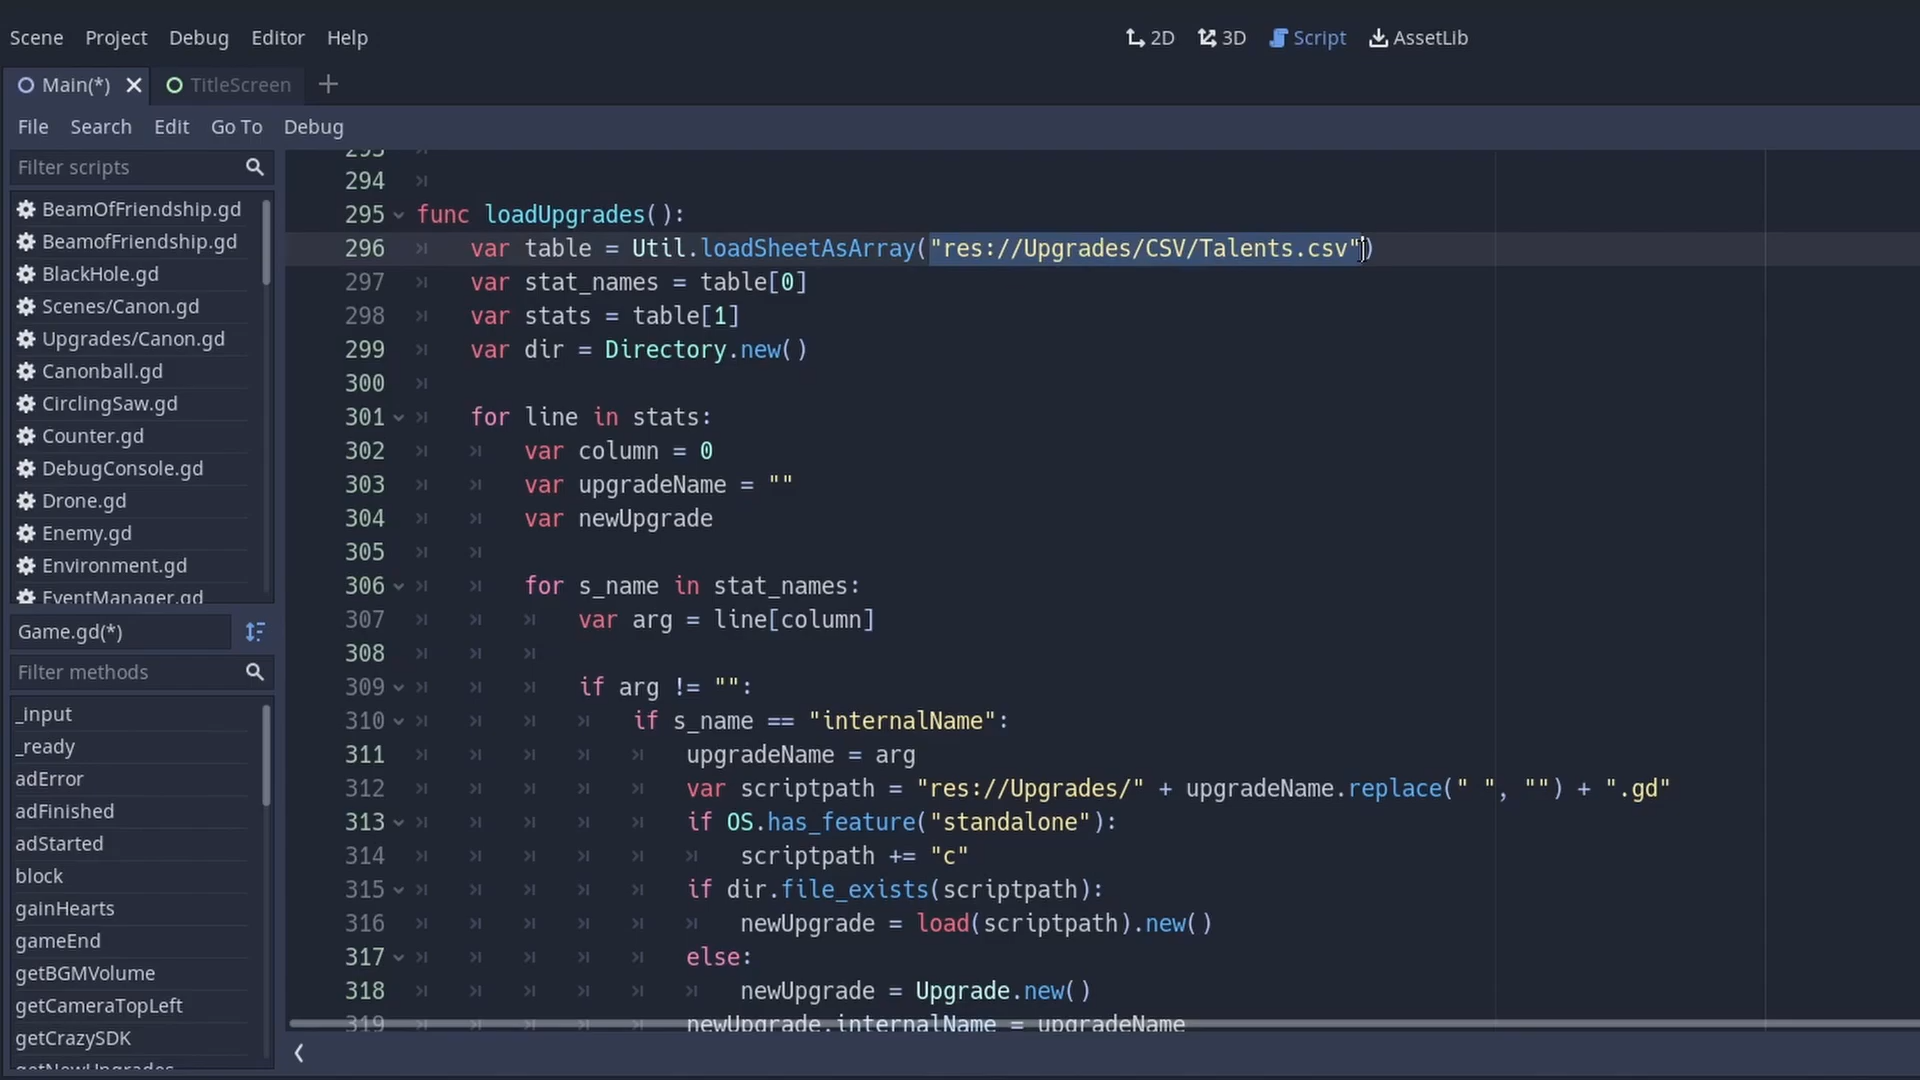 Scene Project Debug Editor Help
2D 3D Script AssetLib
Main(*) TitleScreen
File Search Edit Go To Debug
Filter scripts
BeamOfFriendship.gd
BeamofFriendship.gd
BlackHole.gd
Scenes/Canon.gd
Upgrades/Canon.gd
Canonball.gd
CirclingSaw.gd
Counter.gd
DebugConsole.gd
Drone.gd
Enemy.gd
Environment.gd
EventManager.gd
Game.gd(*)
Filter methods
_input
_ready
adError
adFinished
adStarted
block
gainHearts
gameEnd
getBGMVolume
getCameraTopLeft
getCrazySDK
getNewUpgrades
293
294
295 func loadUpgrades():
296 var table = Util.loadSheetAsArray("res://Upgrades/CSV/Talents.csv")
297 var stat_names = table[0]
298 var stats = table[1]
299 var dir = Directory.new()
300
301 for line in stats:
302 var column = 0
303 var upgradeName = ""
304 var newUpgrade
305
306 for s_name in stat_names:
307 var arg = line[column]
308
309 if arg != "":
310 if s_name == "internalName":
311 upgradeName = arg
312 var scriptpath = "res://Upgrades/" + upgradeName.replace(" ", "") + ".gd"
313 if OS.has_feature("standalone"):
314 scriptpath += "c"
315 if dir.file_exists(scriptpath):
316 newUpgrade = load(scriptpath).new()
317 else:
318 newUpgrade = Upgrade.new()
319 newUpgrade.internalName = upgradeName